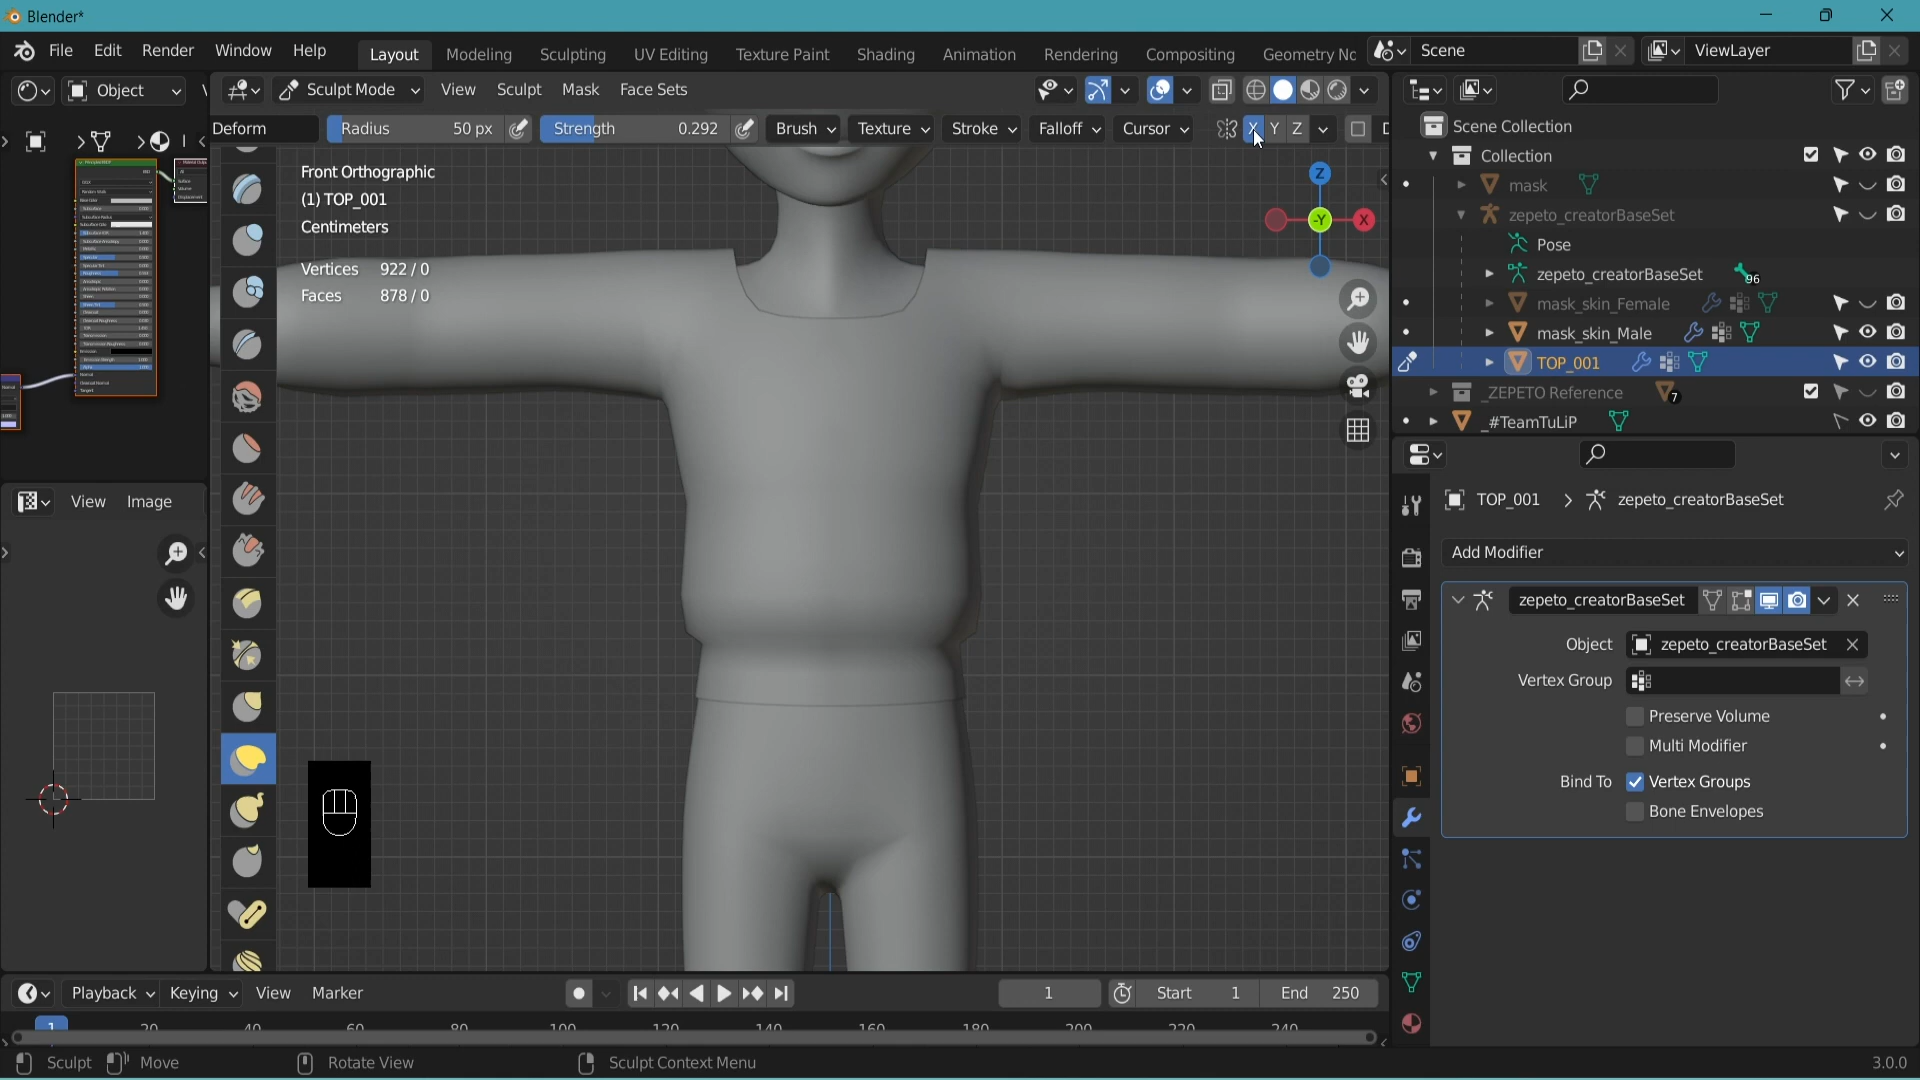 Blender*
File Edit Render Window Help Layout Modeling Sculpting UV Editing Texture Paint Shading Animation Rendering Compositing Geometry No Scene ViewLayer
Object Sculpt Mode View Sculpt Mask Face Sets
Deform Radius 50 px Strength 0.292 Brush Texture Stroke Falloff Cursor X Y Z D
Front Orthographic
(1) TOP_001
Centimeters
Vertices 922 / 0
Faces 878 / 0
Z
-Y X
Scene Collection
Collection
mask
zepeto_creatorBaseSet
Pose
zepeto_creatorBaseSet 96
mask_skin_Female
mask_skin_Male
TOP_001
_ZEPETO Reference 7
_#TeamTuLiP
TOP_001 > zepeto_creatorBaseSet
Add Modifier
zepeto_creatorBaseSet
Object zepeto_creatorBaseSet
Vertex Group
Preserve Volume
Multi Modifier
Bind To Vertex Groups
Bone Envelopes
View Image
Playback Keying View Marker 1 Start 1 End 250
1 20 40 60 80 100 120 140 160 180 200 220 240
Sculpt Move Rotate View Sculpt Context Menu 3.0.0